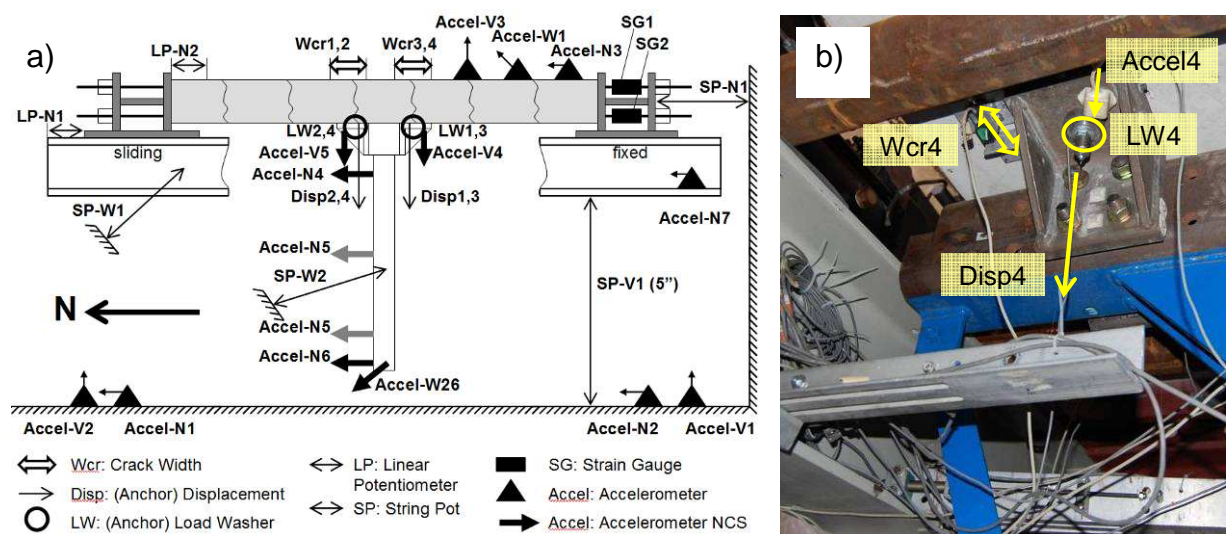 a)
LP-N2
Wcr1,2
Wcr3,4
Accel-V3
Accel-W1
Accel-N3
SG1
SG2
SP-N1
LP-N1
sliding
LW2,4
LW1,3
fixed
Accel-V5
Accel-V4
Accel-N4
Disp2,4
Disp1,3
SP-W1
Accel-N7
Accel-N5
SP-W2
SP-V1 (5”)
N
Accel-N5
Accel-N6
Accel-W26
Accel-V2
Accel-N1
Accel-N2
Accel-V1
Wcr: Crack Width
Disp: (Anchor) Displacement
LW: (Anchor) Load Washer
LP: Linear
Potentiometer
SP: String Pot
SG: Strain Gauge
Accel: Accelerometer
Accel: Accelerometer NCS
b)
Accel4
Wcr4
LW4
Disp4